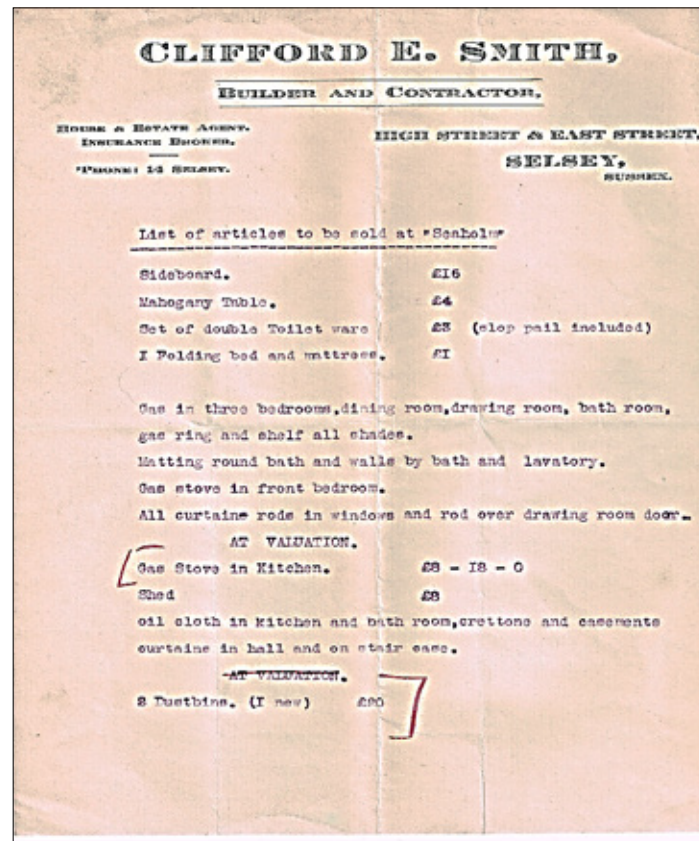 CLIFFORD E. SMITH,
BUILDER AND CONTRACTOR,
HOUSE & ESTATE AGENT.
INSURANCE BROKER.
'PHONE: 14 SELSEY.
HIGH STREET & EAST STREET,
SELSEY,
SUSSEX.
List of articles to be sold at "Seaholm"
Sideboard. £I6
Mahogany Table. £4
Set of double Toilet ware £3 (slop pail included)
I Folding bed and mattress. £I
Gas in three bedrooms,dining room,drawing room, bath room,
gas ring and shelf all shades.
Matting round bath and walls by bath and lavatory.
Gas stove in front bedroom.
All curtains rods in windows and rod over drawing room door.
AT VALUATION.
Gas Stove in Kitchen. £8 - I8 - 0
Shed £8
oil cloth in kitchen and bath room,crettone and casements
curtains in hall and on stair case.
AT VALUATION.
2 Dustbins. (I new) £20